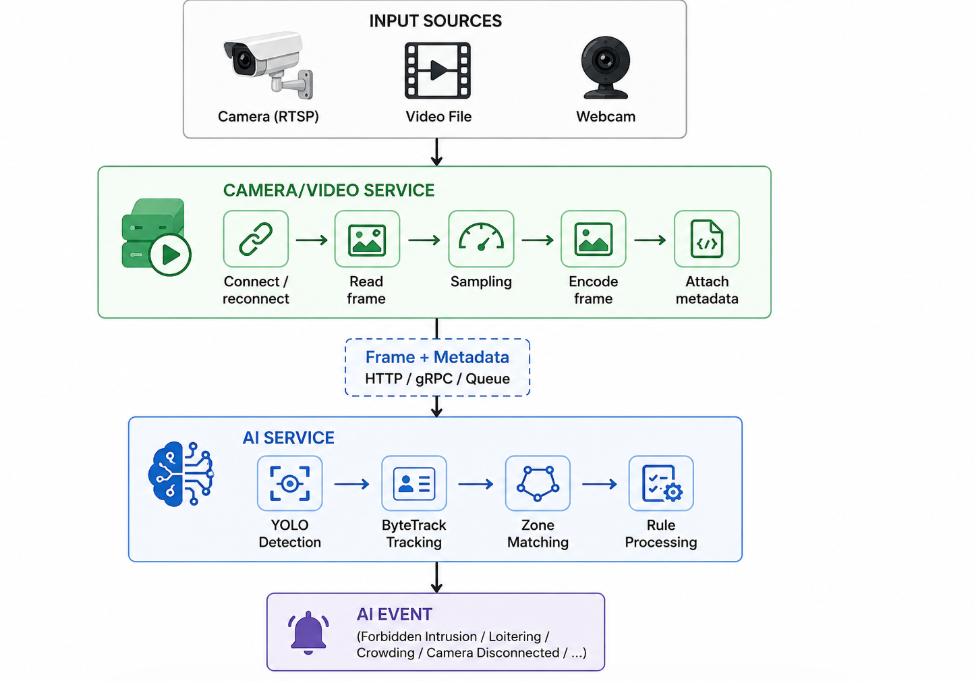 INPUT SOURCES
Camera (RTSP)
Video File
Webcam
CAMERA/VIDEO SERVICE
Connect /
reconnect
Read
frame
Sampling
Encode
frame
Attach
metadata
Frame + Metadata
HTTP / gRPC / Queue
AI SERVICE
YOLO
Detection
ByteTrack
Tracking
Zone
Matching
Rule
Processing
AI EVENT
(Forbidden Intrusion / Loitering /
Crowding / Camera Disconnected / ...)